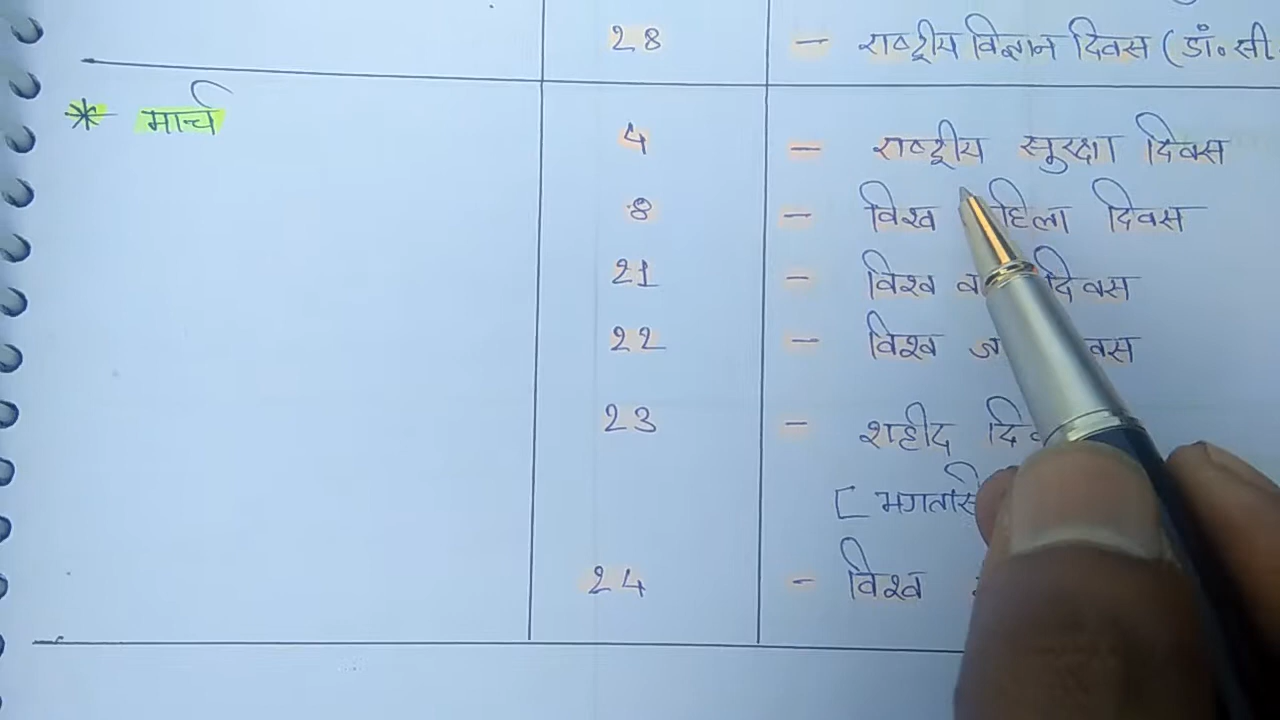 28 - राष्ट्रीय विज्ञान दिवस (डॉ. सी.
* मार्च 4 - राष्ट्रीय सुरक्षा दिवस
8 - विश्व हिला दिवस
21 - विश्व दिवस
22 - विश्व वस
23 - शहीद
[भगतसिं
24 - विश्व